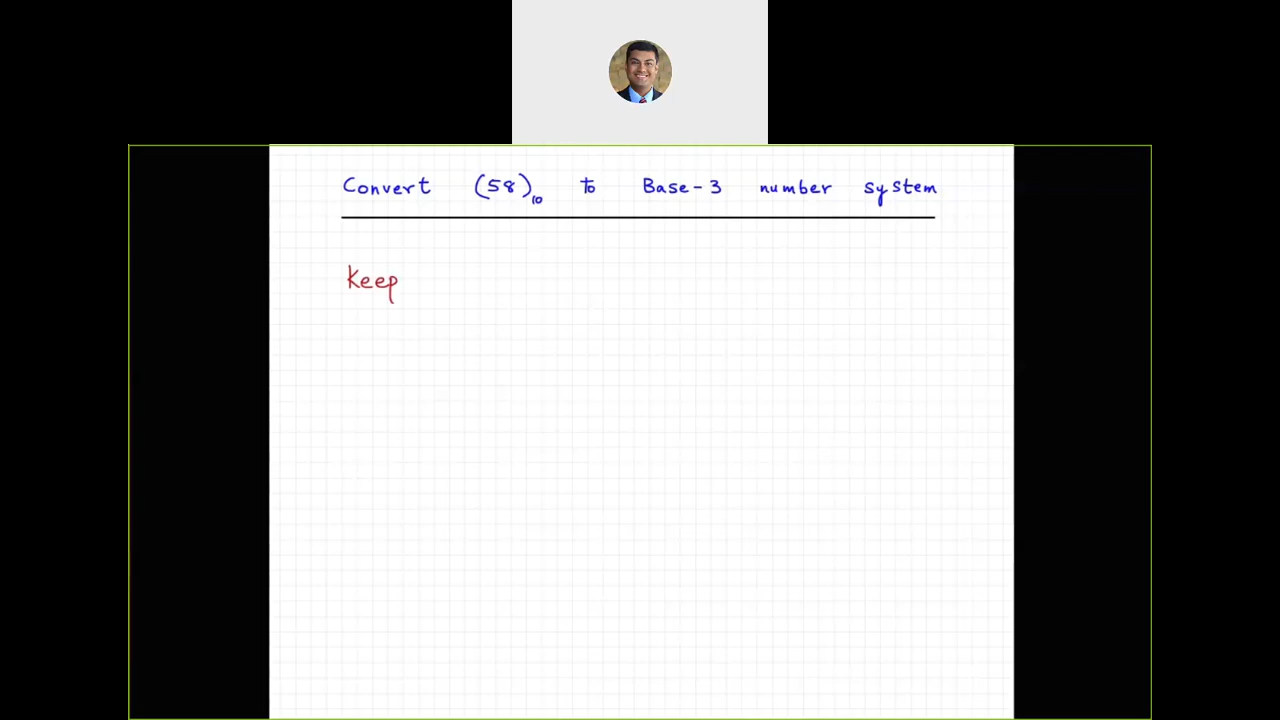 Convert (58)₁₀ to Base-3 number system
Keep